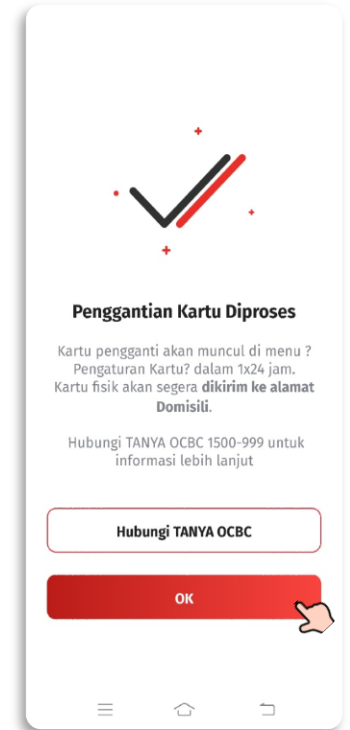 Penggantian Kartu Diproses
Kartu pengganti akan muncul di menu ?
Pengaturan Kartu? dalam 1x24 jam.
Kartu fisik akan segera dikirim ke alamat
Domisili.
Hubungi TANYA OCBC 1500-999 untuk
informasi lebih lanjut
Hubungi TANYA OCBC
OK